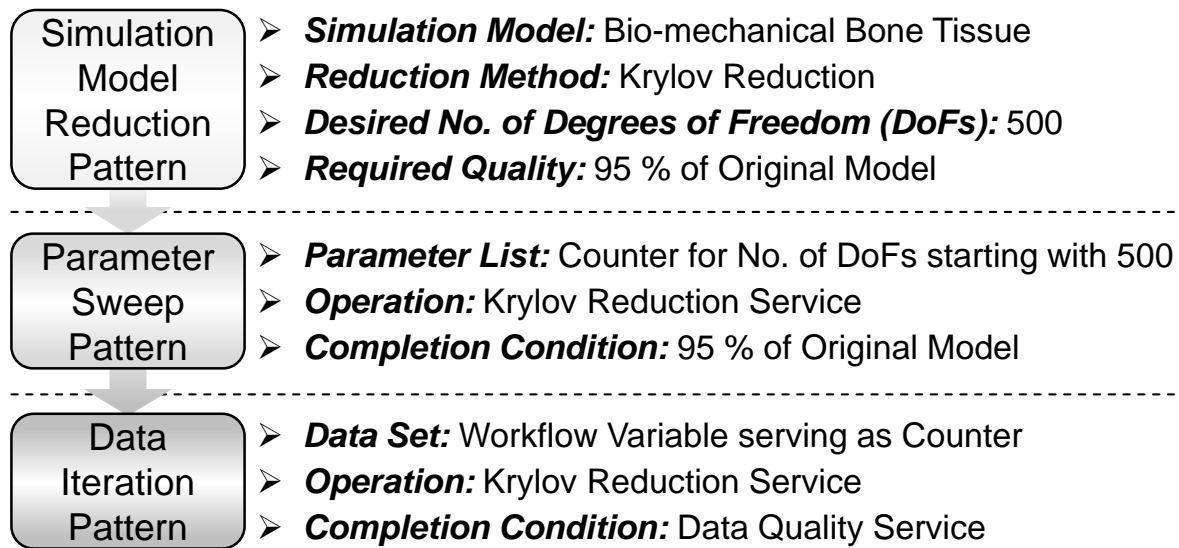 Simulation
Model
Reduction
Pattern
➢ Simulation Model: Bio-mechanical Bone Tissue
➢ Reduction Method: Krylov Reduction
➢ Desired No. of Degrees of Freedom (DoFs): 500
➢ Required Quality: 95 % of Original Model
Parameter
Sweep
Pattern
➢ Parameter List: Counter for No. of DoFs starting with 500
➢ Operation: Krylov Reduction Service
➢ Completion Condition: 95 % of Original Model
Data
Iteration
Pattern
➢ Data Set: Workflow Variable serving as Counter
➢ Operation: Krylov Reduction Service
➢ Completion Condition: Data Quality Service